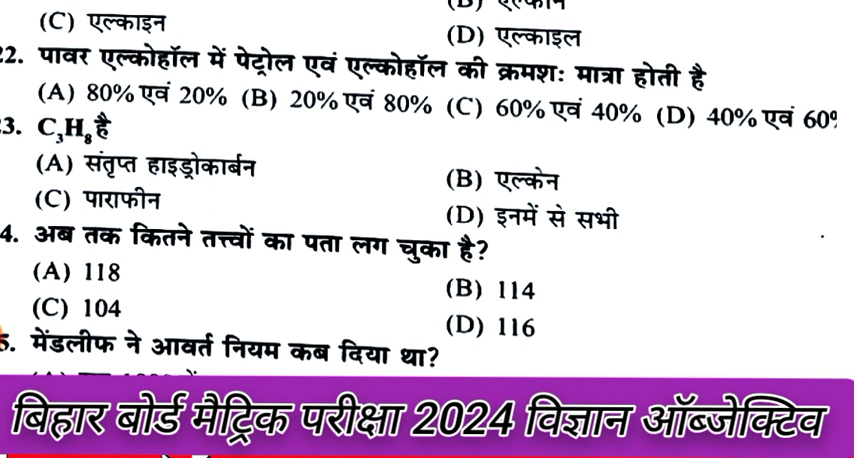 (C) एल्काइन
(D) एल्काइल
22. पावर एल्कोहॉल में पेट्रोल एवं एल्कोहॉल की क्रमशः मात्रा होती है
(A) 80% एवं 20% (B) 20% एवं 80% (C) 60% एवं 40% (D) 40% एवं 60%
3. C₃H₈ है
(A) संतृप्त हाइड्रोकार्बन
(B) एल्केन
(C) पाराफीन
(D) इनमें से सभी
4. अब तक कितने तत्त्वों का पता लग चुका है?
(A) 118
(B) 114
(C) 104
(D) 116
5. मेंडलीफ ने आवर्त नियम कब दिया था?
बिहार बोर्ड मैट्रिक परीक्षा 2024 विज्ञान ऑब्जेक्टिव